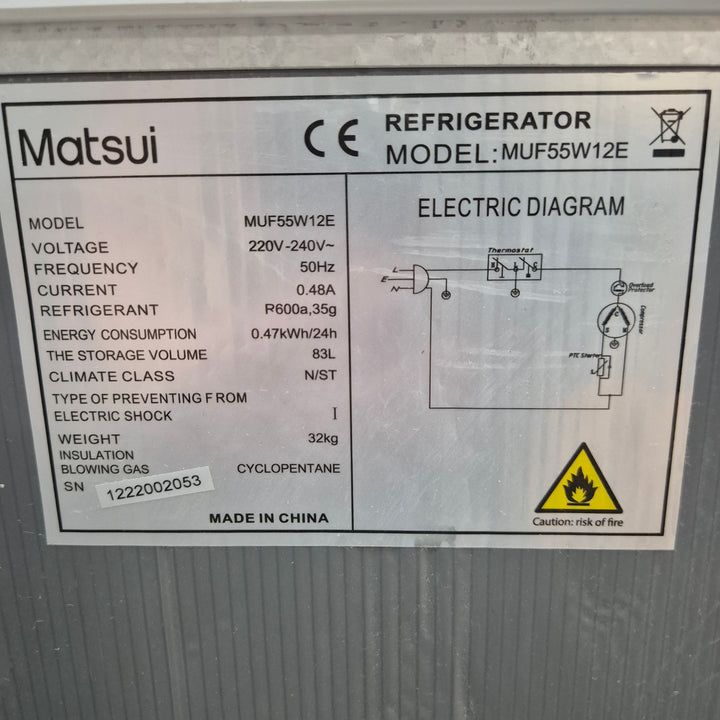 Matsui
CE
REFRIGERATOR
MODEL: MUF55W12E
MODEL MUF55W12E
VOLTAGE 220V-240V~
FREQUENCY 50Hz
CURRENT 0.48A
REFRIGERANT R600a,35g
ENERGY CONSUMPTION 0.47kWh/24h
THE STORAGE VOLUME 83L
CLIMATE CLASS N/ST
TYPE OF PREVENTING FROM
ELECTRIC SHOCK I
WEIGHT 32kg
INSULATION
BLOWING GAS CYCLOPENTANE
SN 1222002053
MADE IN CHINA
ELECTRIC DIAGRAM
Thermostat
L
E
N
Overload
Protector
Compressor
C
S M
PTC Starter
Caution: risk of fire